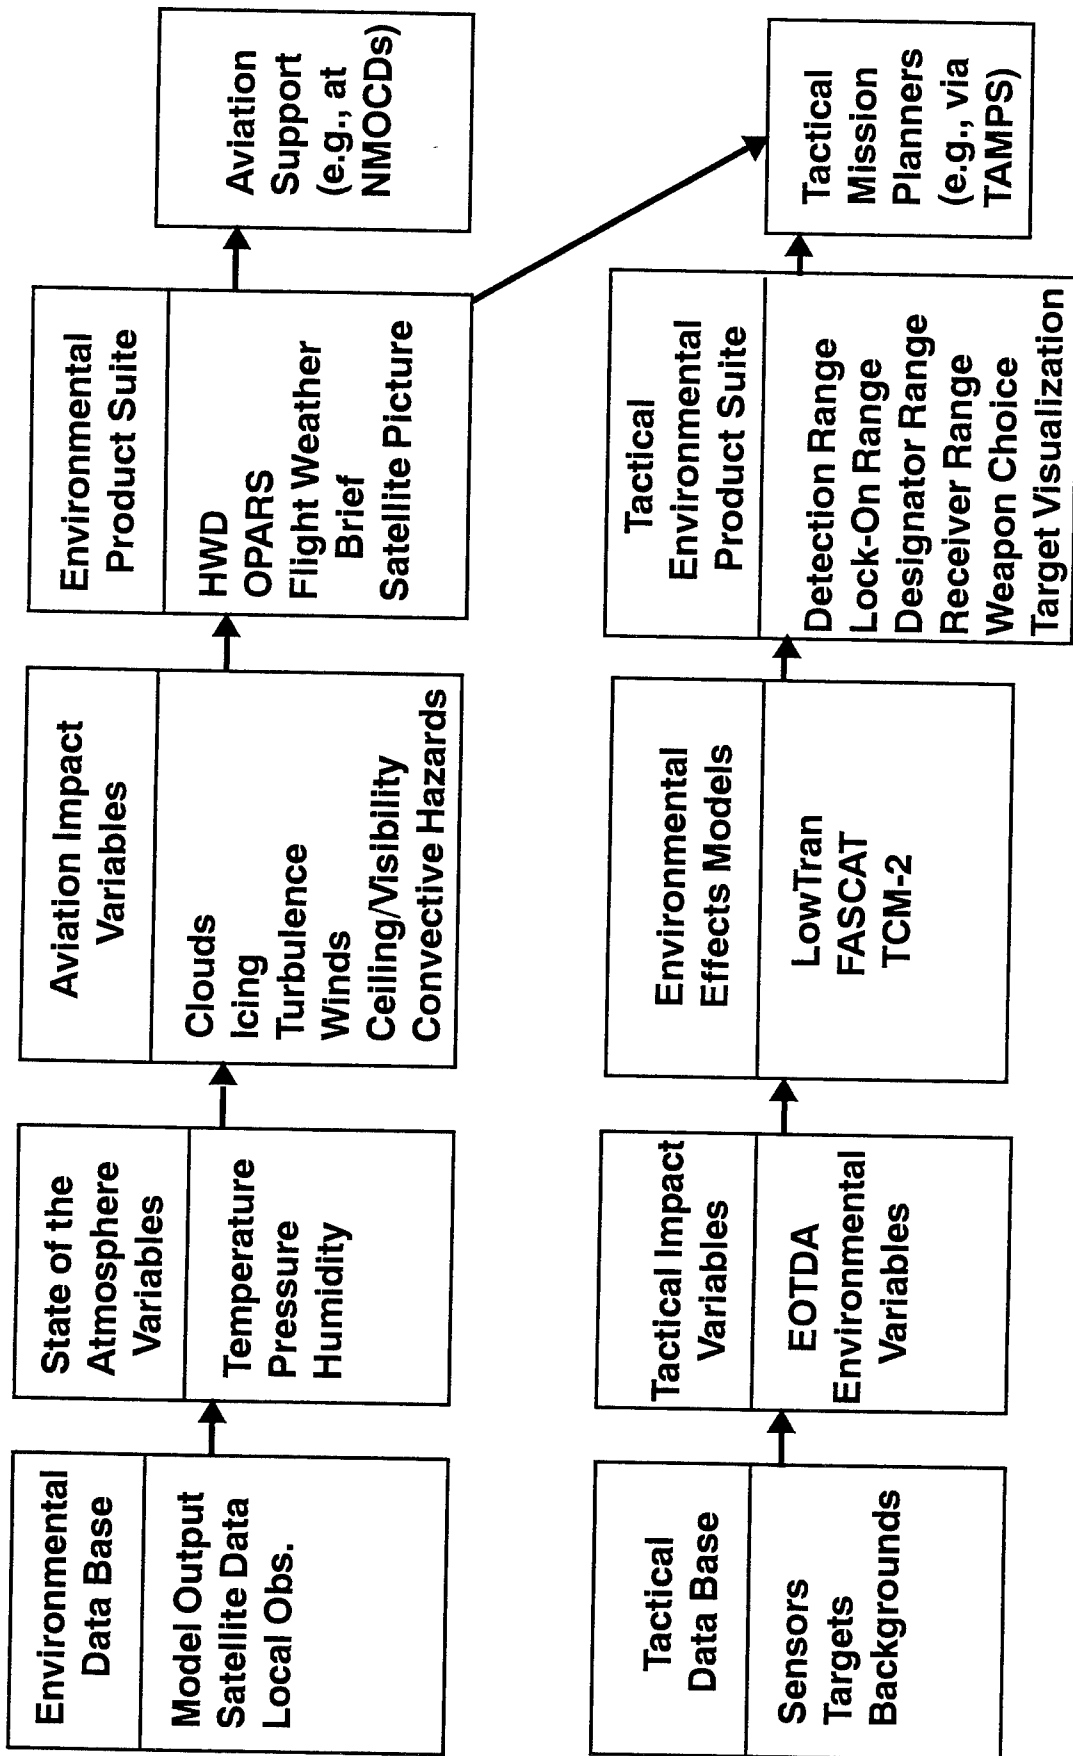 Environmental
Data Base
Model Output
Satellite Data
Local Obs.
State of the
Atmosphere
Variables
Temperature
Pressure
Humidity
Aviation Impact
Variables
Clouds
Icing
Turbulence
Winds
Ceiling/Visibility
Convective Hazards
Environmental
Product Suite
HWD
OPARS
Flight Weather
Brief
Satellite Picture
Aviation
Support
(e.g., at
NMOCDs)
Tactical
Data Base
Sensors
Targets
Backgrounds
Tactical Impact
Variables
EOTDA
Environmental
Variables
Environmental
Effects Models
LowTran
FASCAT
TCM-2
Tactical
Environmental
Product Suite
Detection Range
Lock-On Range
Designator Range
Receiver Range
Weapon Choice
Target Visualization
Tactical
Mission
Planners
(e.g., via
TAMPS)